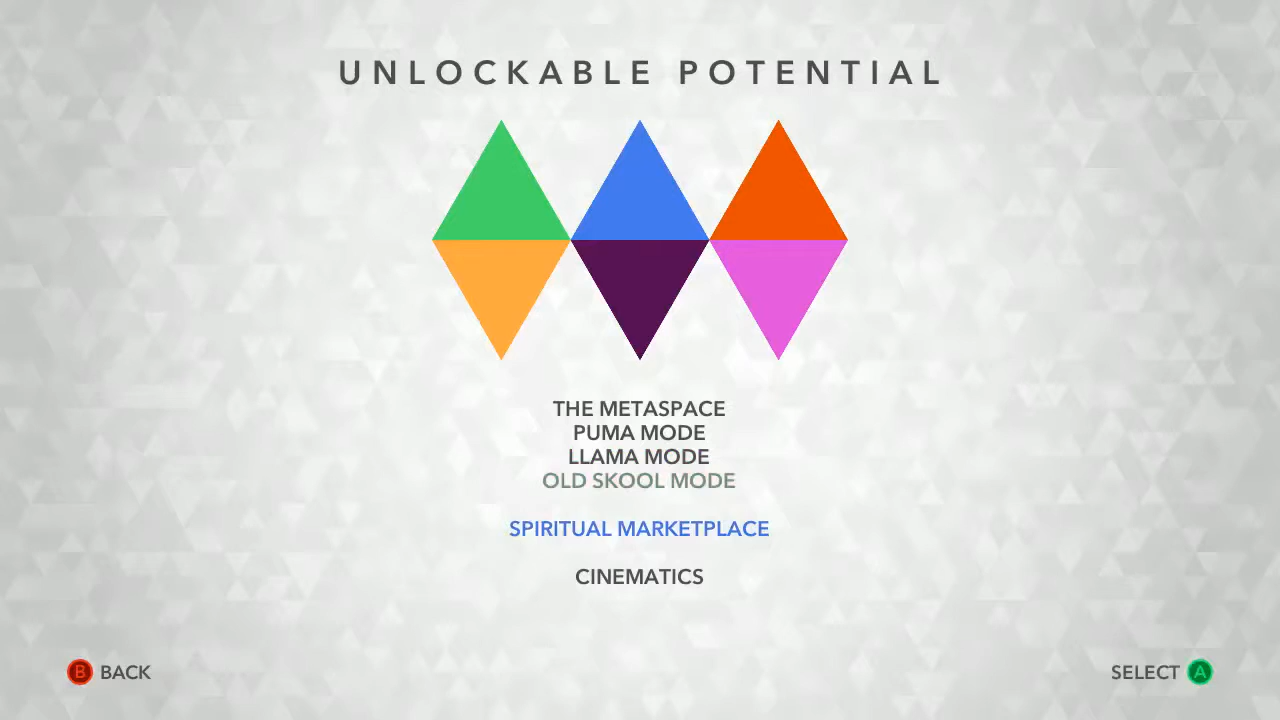 UNLOCKABLE POTENTIAL
THE METASPACE
PUMA MODE
LLAMA MODE
OLD SKOOL MODE
SPIRITUAL MARKETPLACE
CINEMATICS
B BACK
SELECT A